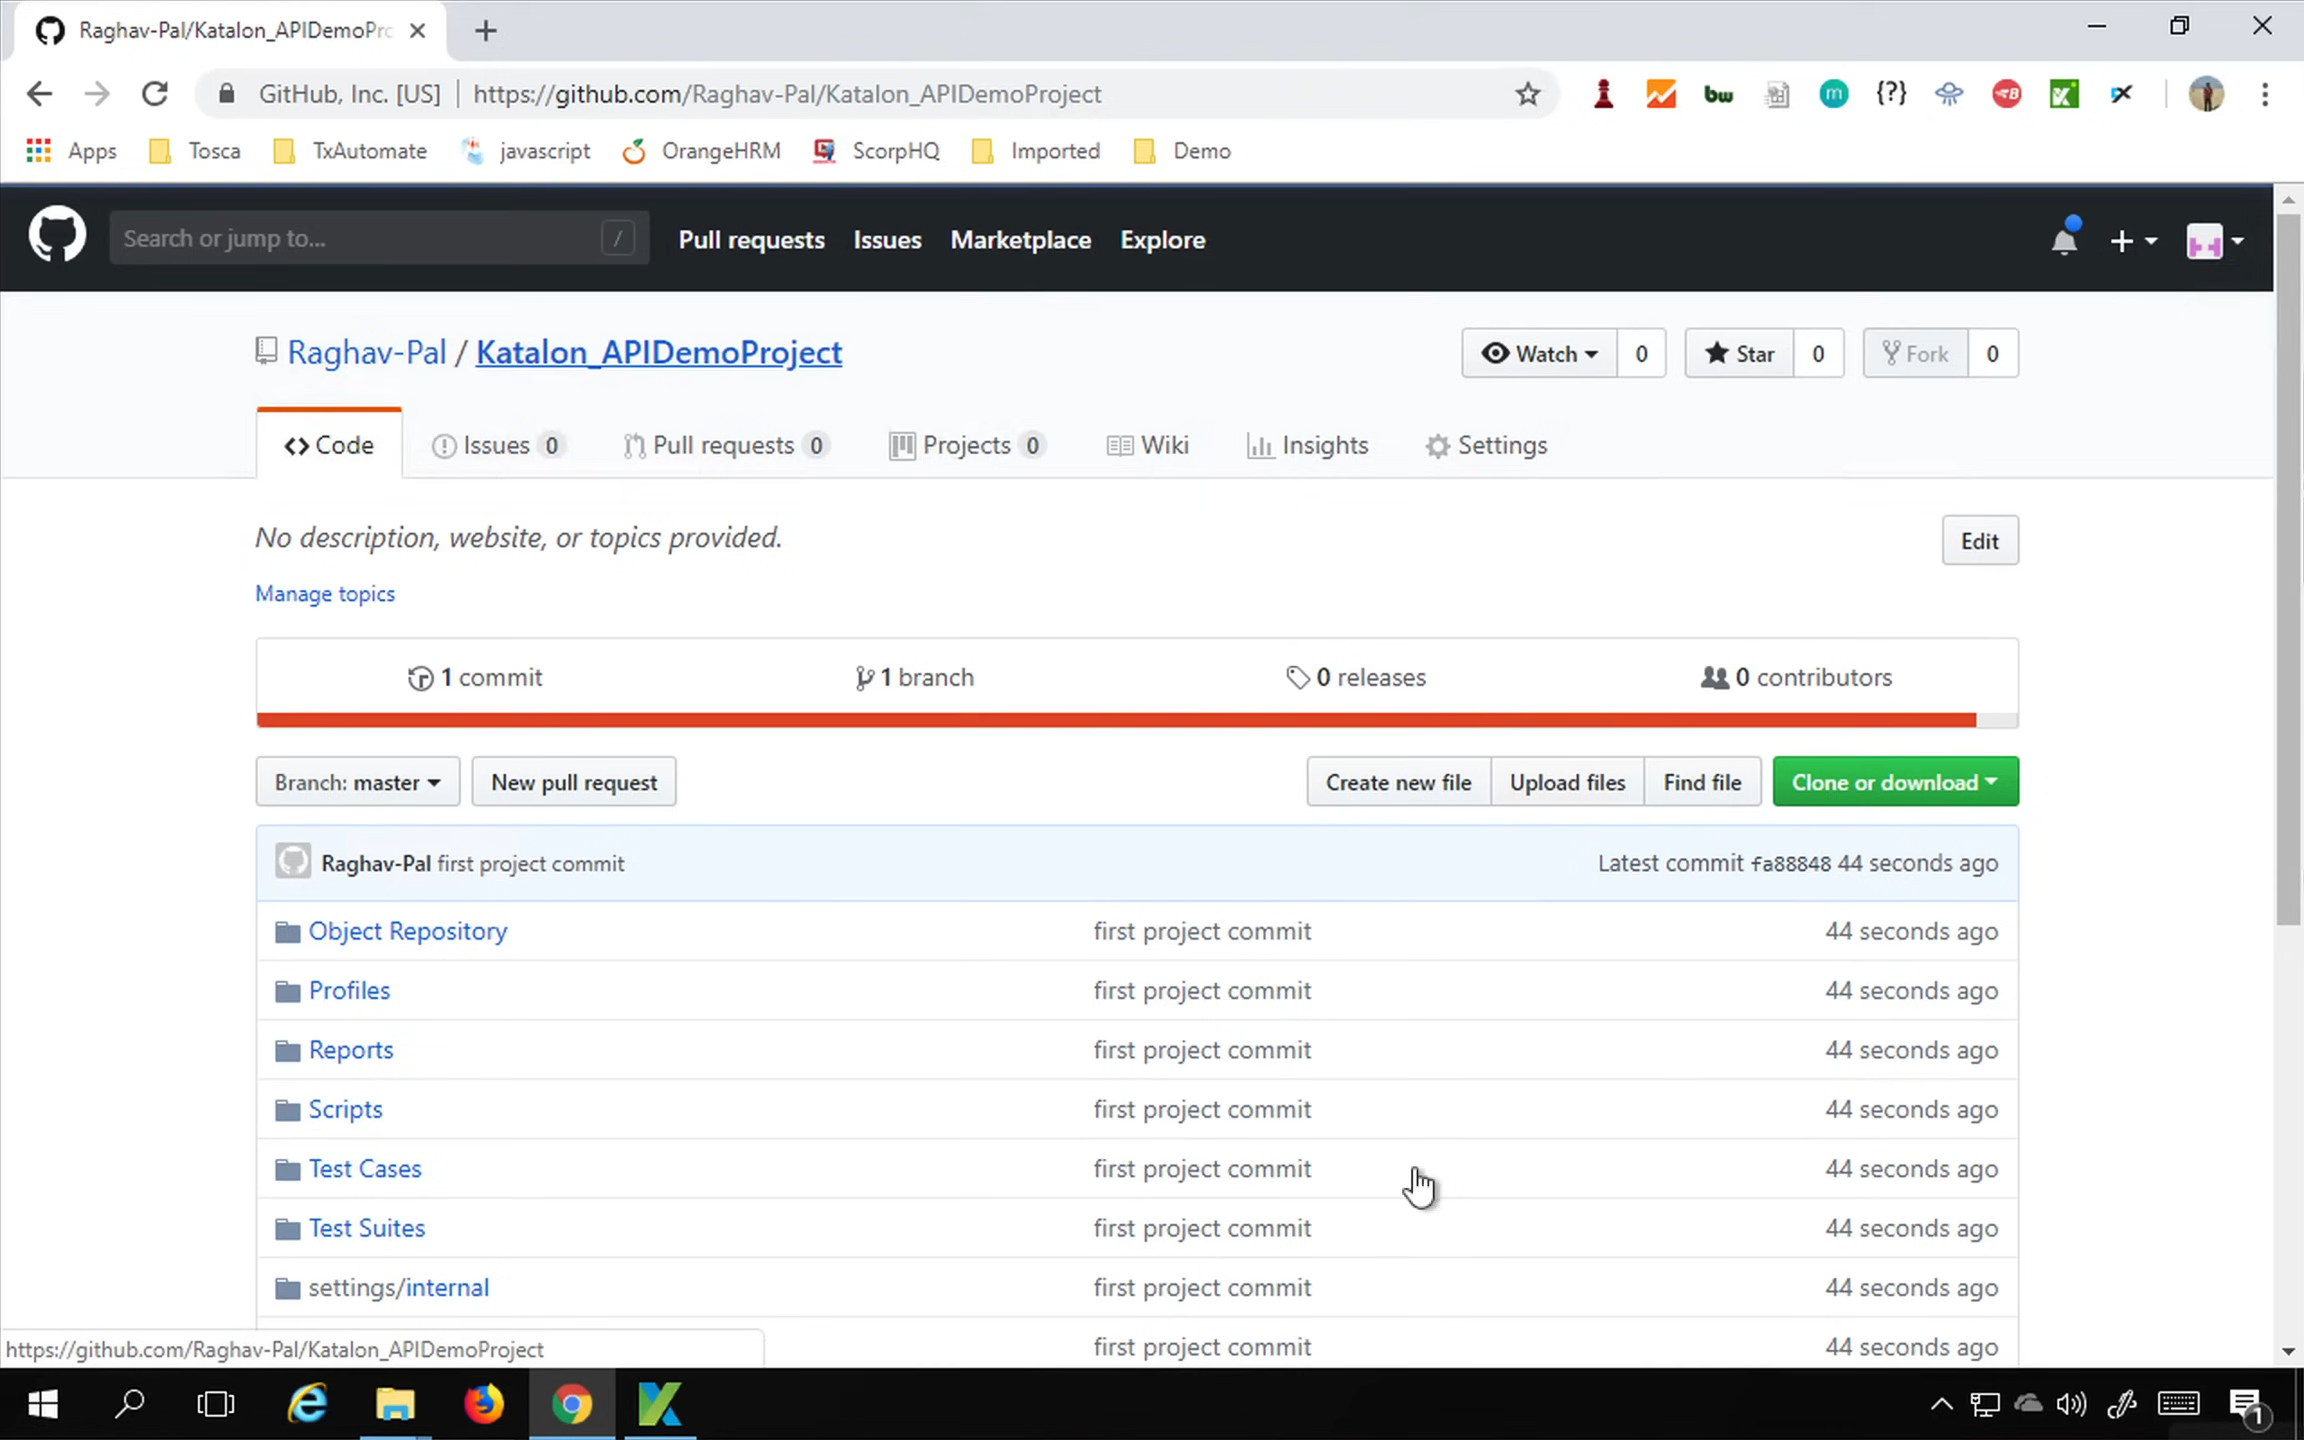 Raghav-Pal/Katalon_APIDemoPro
GitHub, Inc. [US] | https://github.com/Raghav-Pal/Katalon_APIDemoProject
bw m {?} B
Apps Tosca TxAutomate javascript OrangeHRM ScorpHQ Imported Demo
Search or jump to... / Pull requests Issues Marketplace Explore
Raghav-Pal / Katalon_APIDemoProject Watch 0 Star 0 Fork 0
Code Issues 0 Pull requests 0 Projects 0 Wiki Insights Settings
No description, website, or topics provided. Edit
Manage topics
1 commit 1 branch 0 releases 0 contributors
Branch: master New pull request Create new file Upload files Find file Clone or download
Raghav-Pal first project commit Latest commit fa88848 44 seconds ago
Object Repository first project commit 44 seconds ago
Profiles first project commit 44 seconds ago
Reports first project commit 44 seconds ago
Scripts first project commit 44 seconds ago
Test Cases first project commit 44 seconds ago
Test Suites first project commit 44 seconds ago
settings/internal first project commit 44 seconds ago
first project commit 44 seconds ago
https://github.com/Raghav-Pal/Katalon_APIDemoProject
1